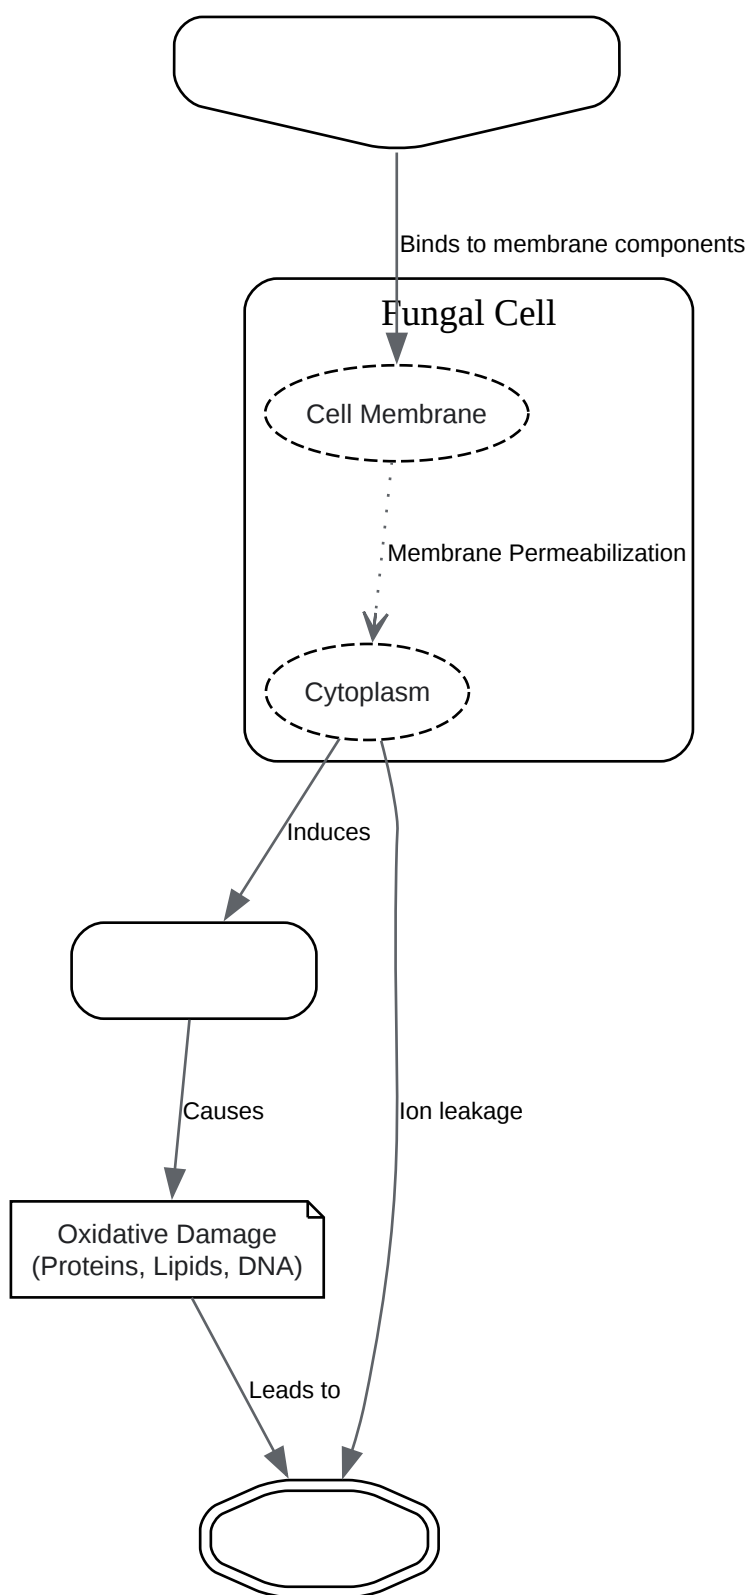 Binds to membrane components
Fungal Cell
Cell Membrane
Membrane Permeabilization
Cytoplasm
Induces
Causes
Ion leakage
Oxidative Damage
(Proteins, Lipids, DNA)
Leads to